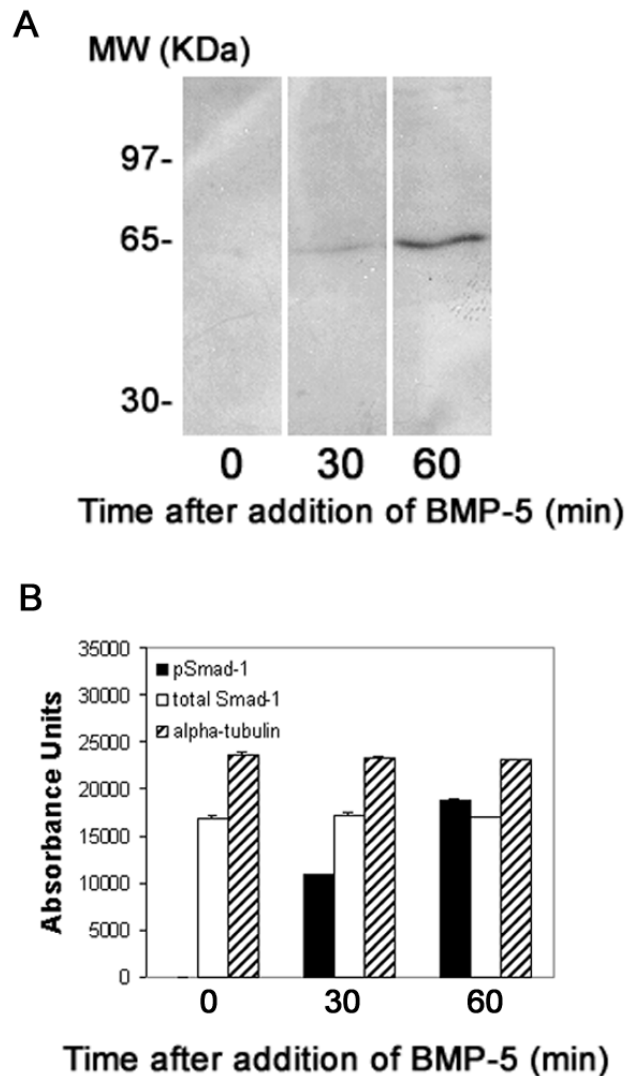 A
MW (KDa)
97-
65-
30-
0 30 60
Time after addition of BMP-5 (min)
B
35000
30000
25000
20000
15000
10000
5000
0
Absorbance Units
pSmad-1
total Smad-1
alpha-tubulin
0 30 60
Time after addition of BMP-5 (min)